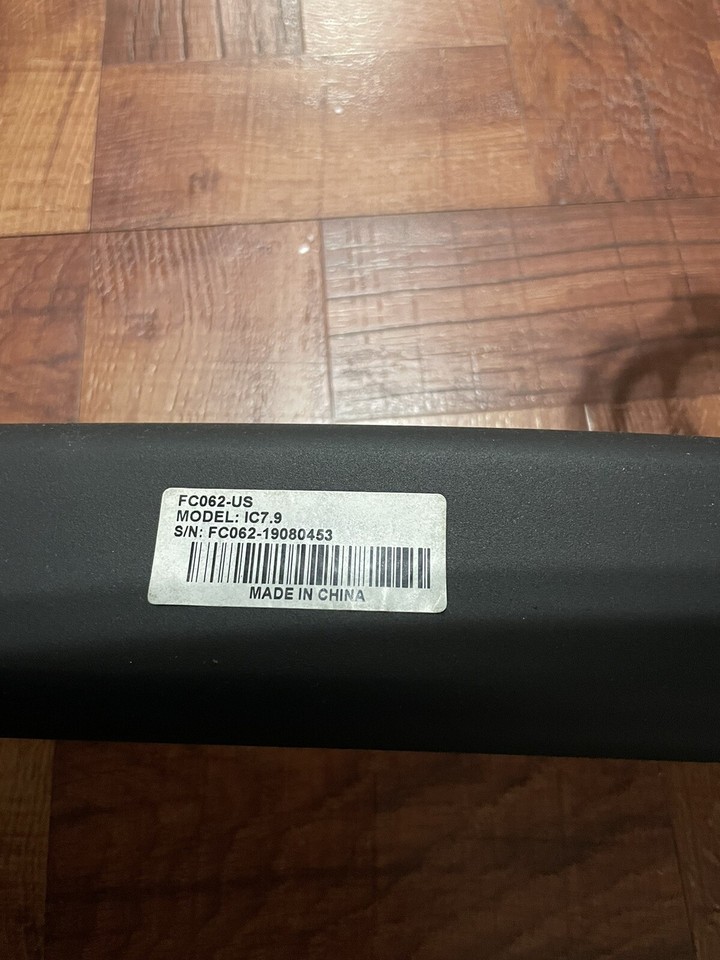 FC062-US
MODEL: IC7.9
S/N: FC062-19080453
MADE IN CHINA